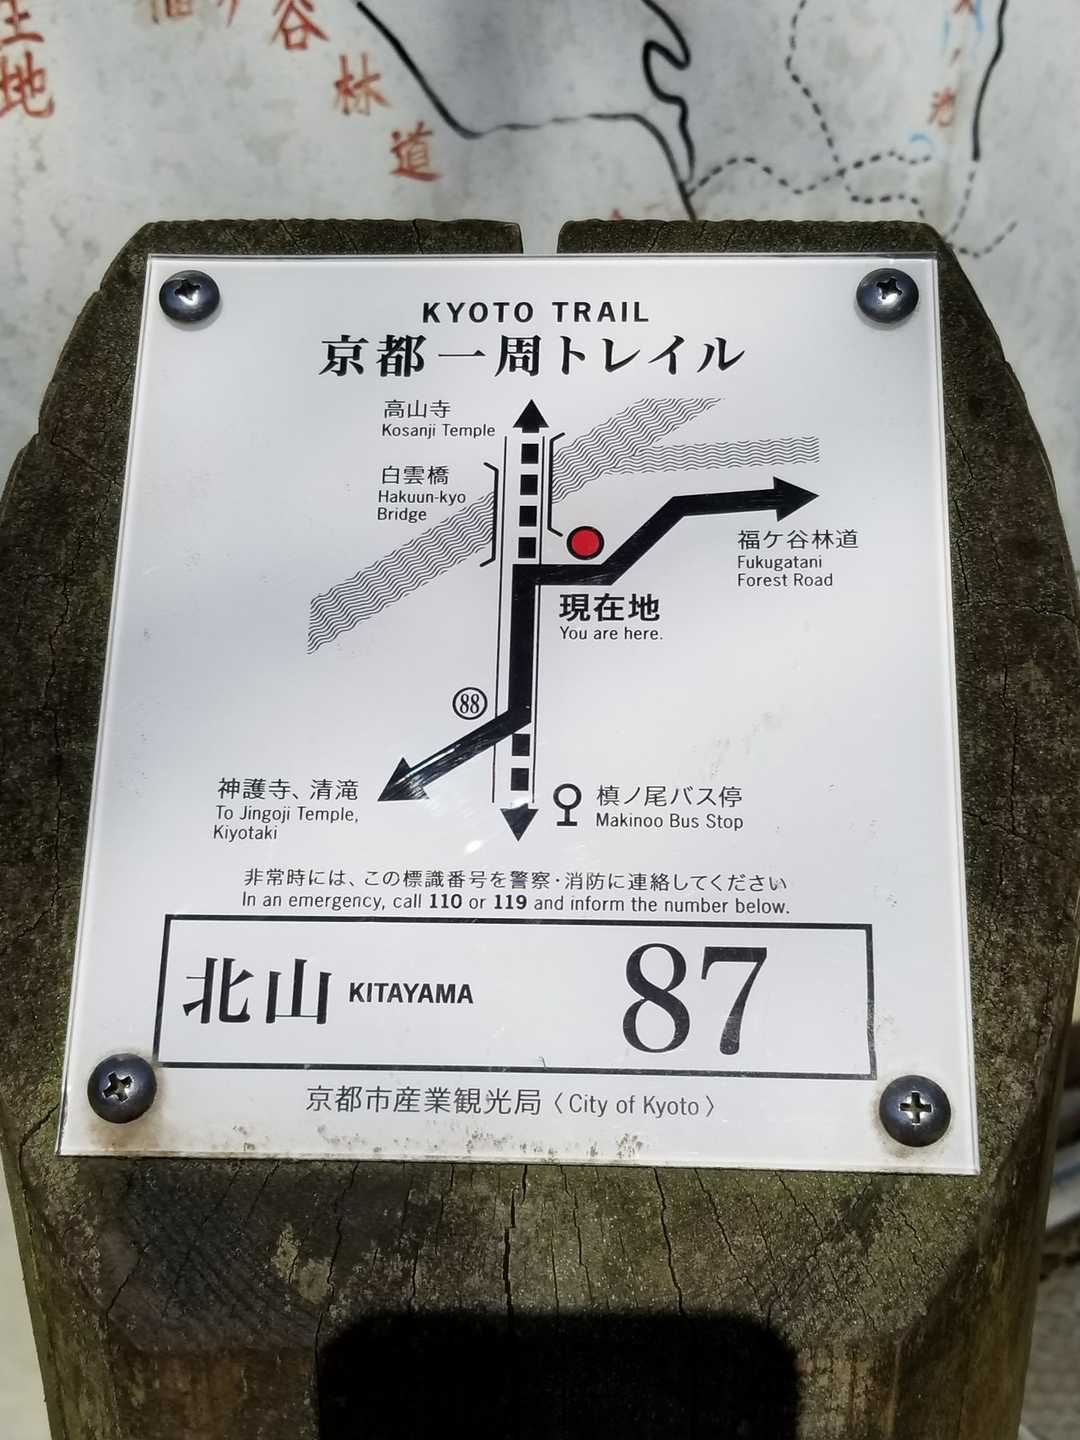 谷
林
道
地
池
KYOTO TRAIL
京都一周トレイル
高山寺
Kosanji Temple
白雲橋
Hakuun-kyo
Bridge
福ケ谷林道
Fukugatani
Forest Road
現在地
You are here.
88
神護寺、清滝
To Jingoji Temple,
Kiyotaki
槙ノ尾バス停
Makinoo Bus Stop
非常時には、この標識番号を警察・消防に連絡してください
In an emergency, call 110 or 119 and inform the number below.
北山 KITAYAMA 87
京都市産業観光局〈City of Kyoto〉